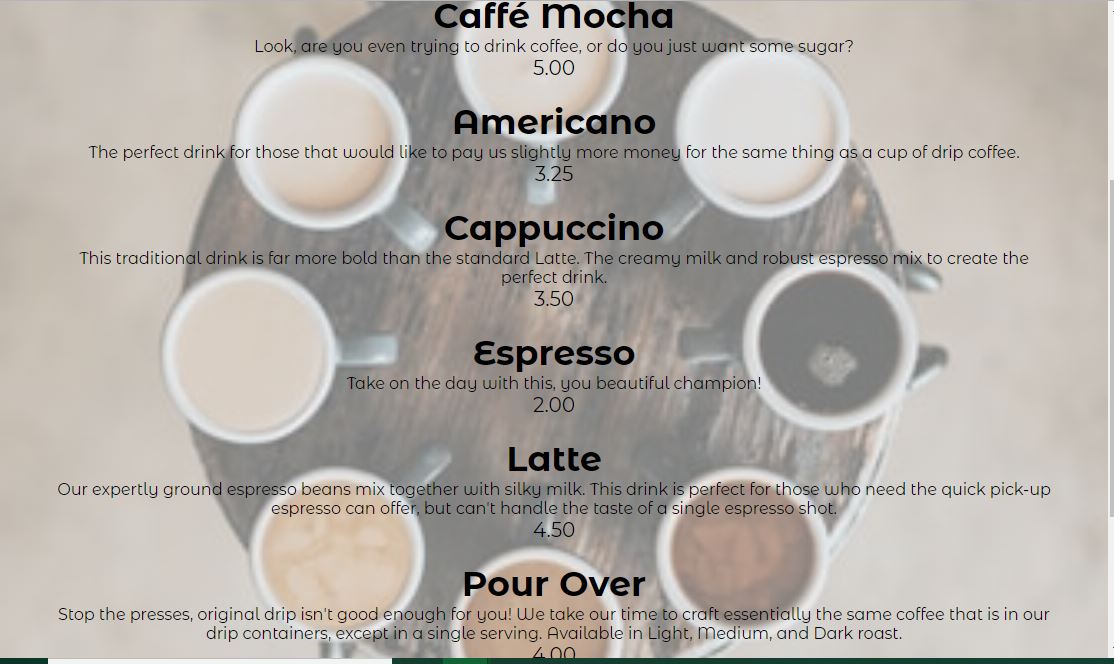 Caffé Mocha
Look, are you even trying to drink coffee, or do you just want some sugar?
5.00
Americano
The perfect drink for those that would like to pay us slightly more money for the same thing as a cup of drip coffee.
3.25
Cappuccino
This traditional drink is far more bold than the standard Latte. The creamy milk and robust espresso mix to create the
perfect drink.
3.50
Espresso
Take on the day with this, you beautiful champion!
2.00
Latte
Our expertly ground espresso beans mix together with silky milk. This drink is perfect for those who need the quick pick-up
espresso can offer, but can't handle the taste of a single espresso shot.
4.50
Pour Over
Stop the presses, original drip isn't good enough for you! We take our time to craft essentially the same coffee that is in our
drip containers, except in a single serving. Available in Light, Medium, and Dark roast.
4.00